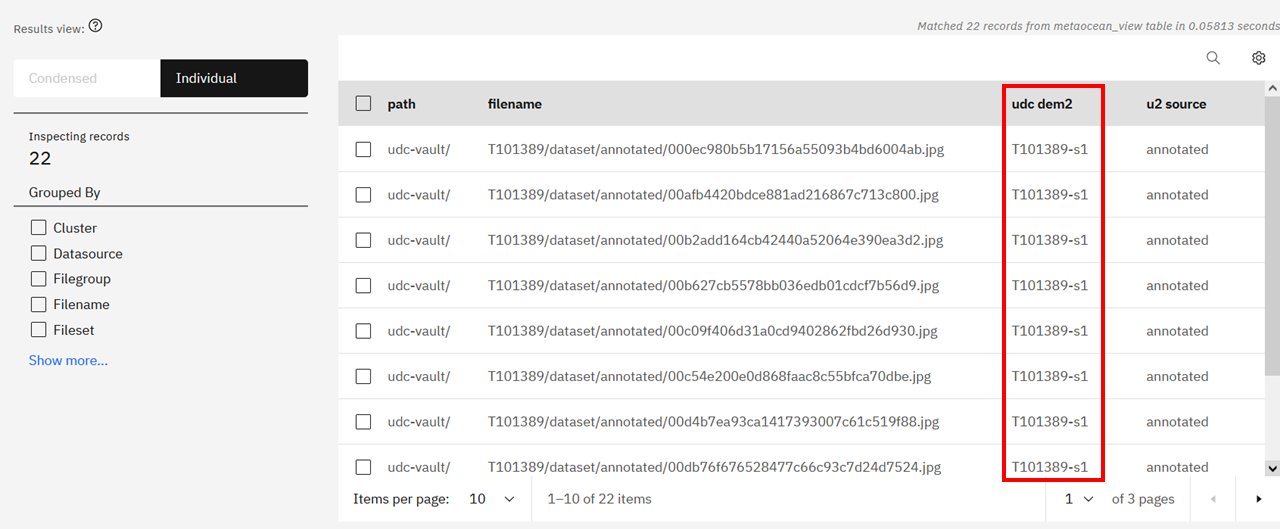 Results view:
Matched 22 records from metaocean_view table in 0.05813 seconds
Condensed
Individual
Inspecting records
22
Grouped By
Cluster
Datasource
Filegroup
Filename
Fileset
Show more...
path filename udc dem2 u2 source
udc-vault/ T101389/dataset/annotated/000ec980b5b17156a55093b4bd6004ab.jpg T101389-s1 annotated
udc-vault/ T101389/dataset/annotated/00afb4420bdce881ad216867c713c800.jpg T101389-s1 annotated
udc-vault/ T101389/dataset/annotated/00b2add164cb42440a52064e390ea3d2.jpg T101389-s1 annotated
udc-vault/ T101389/dataset/annotated/00b627cb5578bb036edb01cdcf7b56d9.jpg T101389-s1 annotated
udc-vault/ T101389/dataset/annotated/00c09f406d31a0cd9402862fbd26d930.jpg T101389-s1 annotated
udc-vault/ T101389/dataset/annotated/00c54e200e0d868faac8c55bfca70dbe.jpg T101389-s1 annotated
udc-vault/ T101389/dataset/annotated/00d4b7ea93ca1417393007c61c519f88.jpg T101389-s1 annotated
udc-vault/ T101389/dataset/annotated/00db76f676528477c66c93c7d24d7524.jpg T101389-s1 annotated
Items per page: 10 1–10 of 22 items 1 of 3 pages